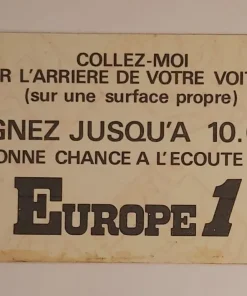 COLLEZ-MOI
R L'ARRIERE DE VOTRE VOIT
(sur une surface propre)
GNEZ JUSQU'A 10.
ONNE CHANCE A L'ECOUTE
EUROPE 1